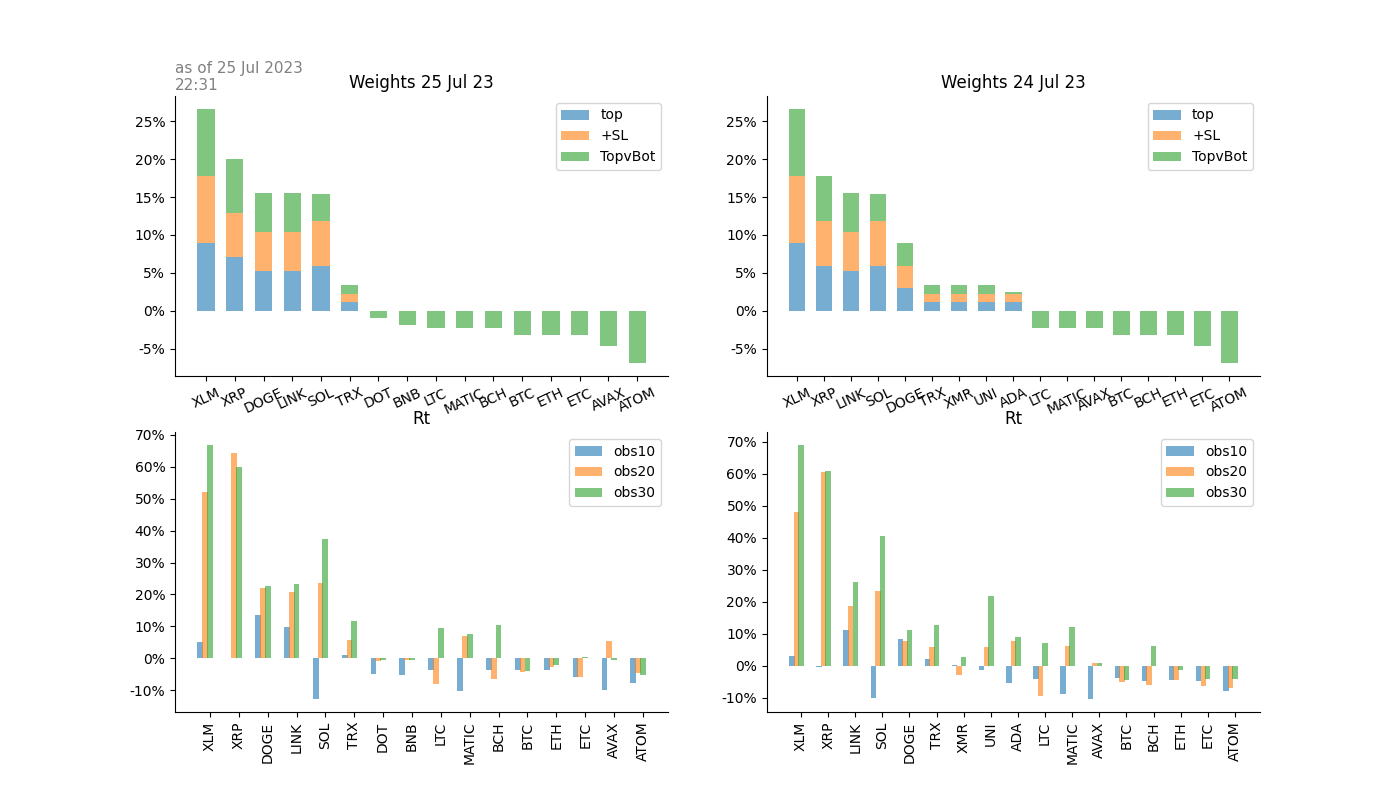 as of 25 Jul 2023
22:31
Weights 25 Jul 23
25%
20%
15%
10%
5%
0%
-5%
top
+SL
TopvBot
XLM XRP DOGE LINK SOL TRX DOT BNB LTC MATIC BCH BTC ETH ETC AVAX ATOM
Weights 24 Jul 23
25%
20%
15%
10%
5%
0%
-5%
top
+SL
TopvBot
XLM XRP LINK SOL DOGE TRX XMR UNI ADA LTC MATIC AVAX BTC BCH ETH ETC ATOM
Rt
70%
60%
50%
40%
30%
20%
10%
0%
-10%
obs10
obs20
obs30
XLM XRP DOGE LINK SOL TRX DOT BNB LTC MATIC BCH BTC ETH ETC AVAX ATOM
Rt
70%
60%
50%
40%
30%
20%
10%
0%
-10%
obs10
obs20
obs30
XLM XRP LINK SOL DOGE TRX XMR UNI ADA LTC MATIC AVAX BTC BCH ETH ETC ATOM